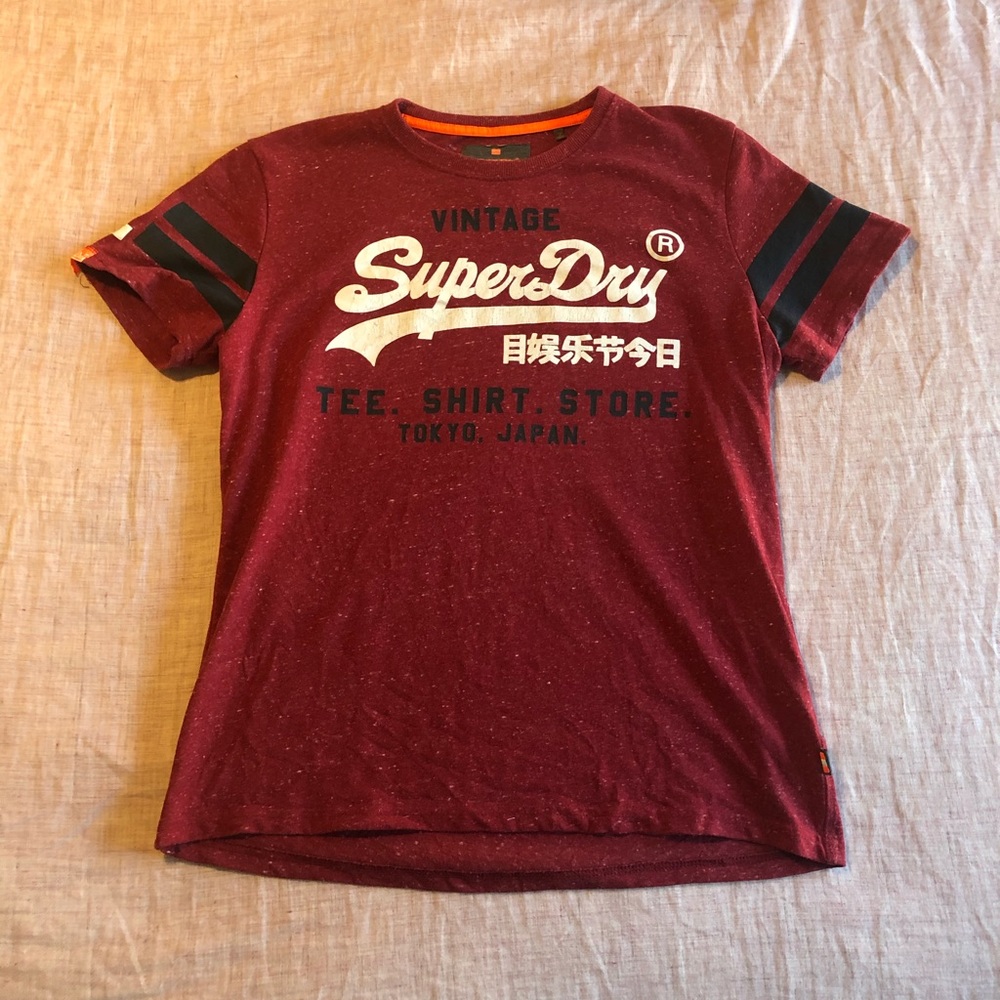 VINTAGE
SuperDry ®
目娱乐节今日
TEE. SHIRT. STORE.
TOKYO, JAPAN.